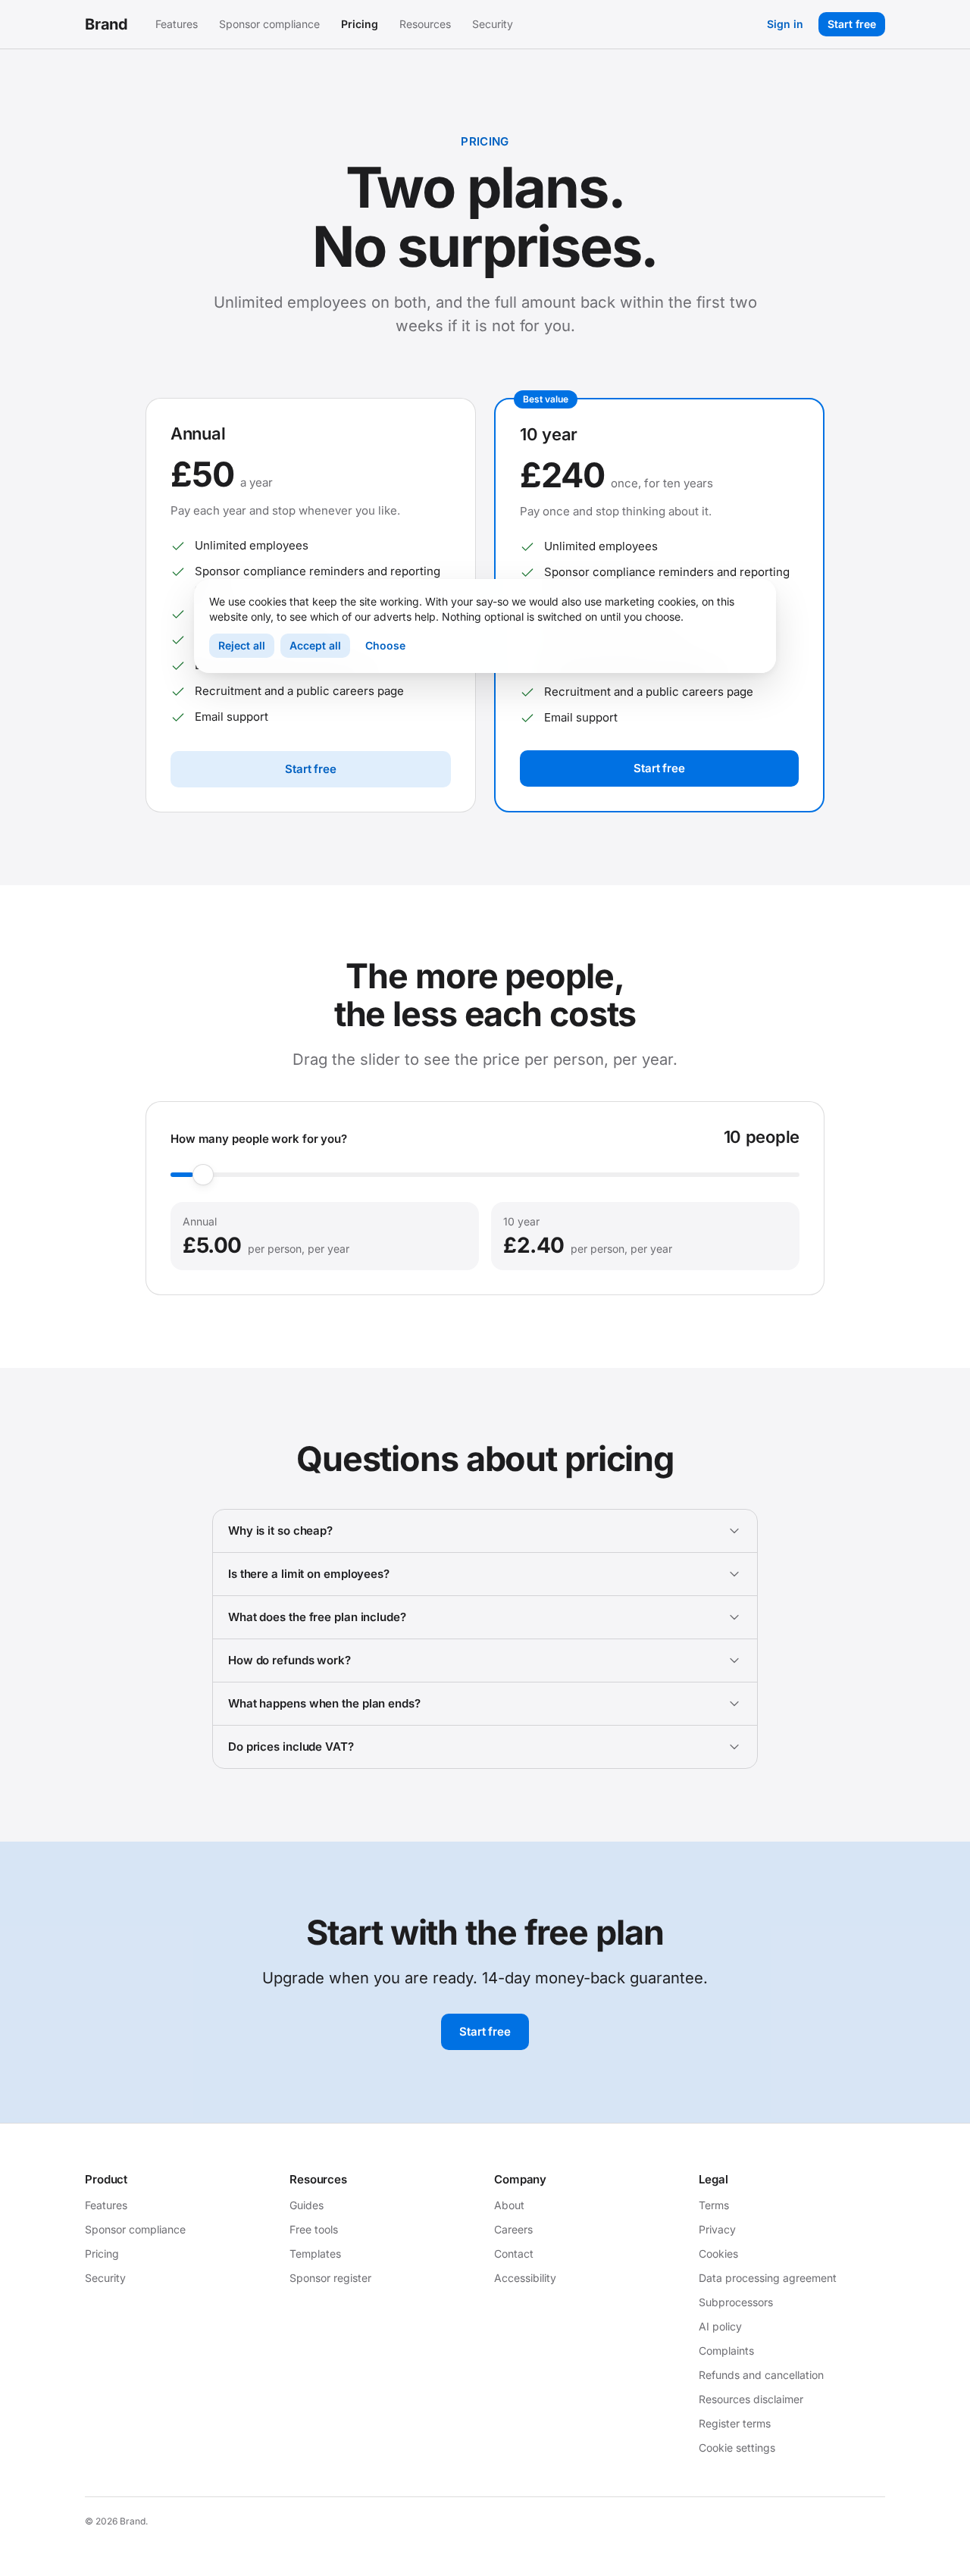 Brand
Features
Sponsor compliance
Pricing
Resources
Security
Sign in
Start free
PRICING
Two plans.
No surprises.
Unlimited employees on both, and the full amount back within the first two
weeks if it is not for you.
Annual
£50 a year
Pay each year and stop whenever you like.
Unlimited employees
Sponsor compliance reminders and reporting
Recruitment and a public careers page
Email support
Start free
Best value
10 year
£240 once, for ten years
Pay once and stop thinking about it.
Unlimited employees
Sponsor compliance reminders and reporting
Recruitment and a public careers page
Email support
Start free
We use cookies that keep the site working. With your say-so we would also use marketing cookies, on this
website only, to see which of our adverts help. Nothing optional is switched on until you choose.
Reject all
Accept all
Choose
The more people,
the less each costs
Drag the slider to see the price per person, per year.
How many people work for you?
10 people
Annual
£5.00 per person, per year
10 year
£2.40 per person, per year
Questions about pricing
Why is it so cheap?
Is there a limit on employees?
What does the free plan include?
How do refunds work?
What happens when the plan ends?
Do prices include VAT?
Start with the free plan
Upgrade when you are ready. 14-day money-back guarantee.
Start free
Product
Features
Sponsor compliance
Pricing
Security
Resources
Guides
Free tools
Templates
Sponsor register
Company
About
Careers
Contact
Accessibility
Legal
Terms
Privacy
Cookies
Data processing agreement
Subprocessors
AI policy
Complaints
Refunds and cancellation
Resources disclaimer
Register terms
Cookie settings
© 2026 Brand.